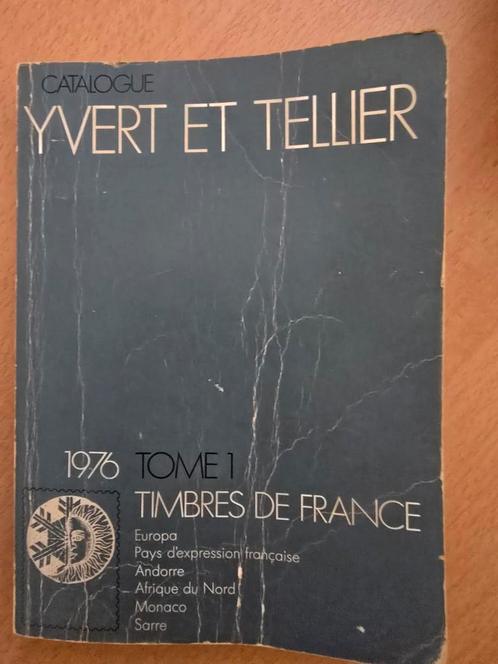 CATALOGUE
YVERT ET TELLIER
1976 TOME 1
TIMBRES DE FRANCE
Europa
Pays d'expression française
Andorre
Afrique du Nord
Monaco
Sarre